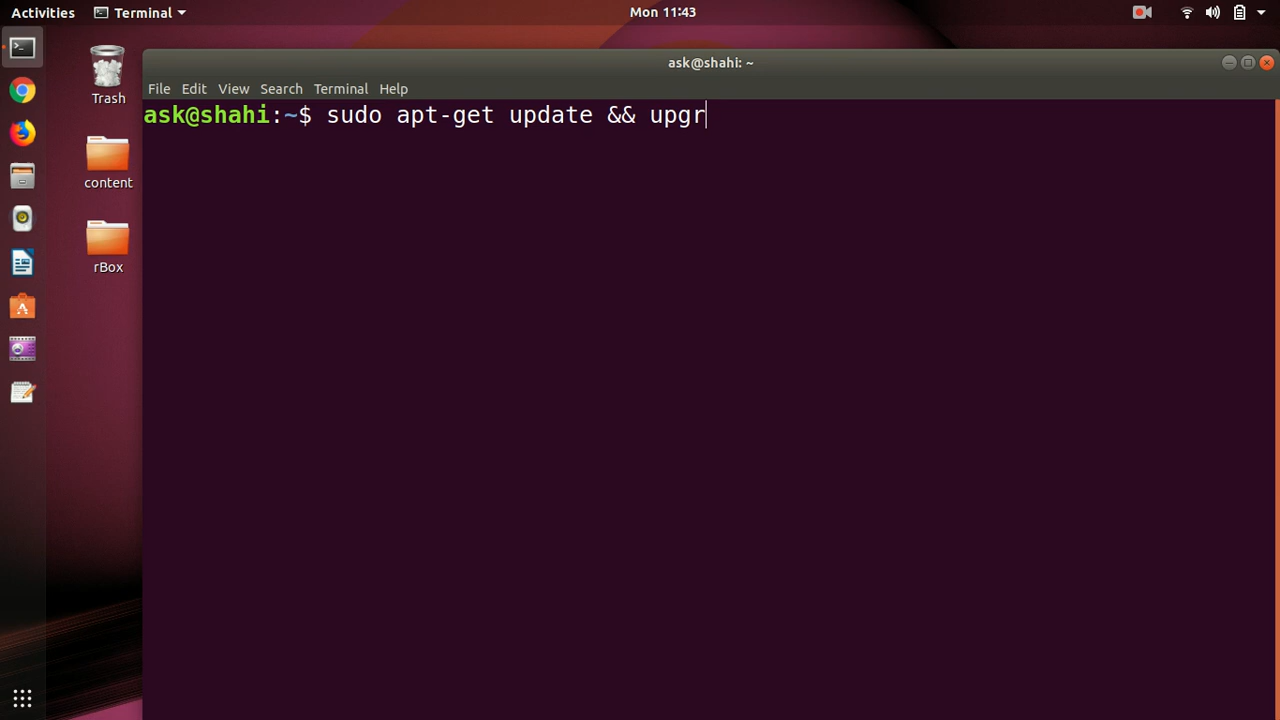 Activities Terminal Mon 11:43
ask@shahi: ~
Trash
File Edit View Search Terminal Help
ask@shahi:~$ sudo apt-get update && upgr
content
rBox